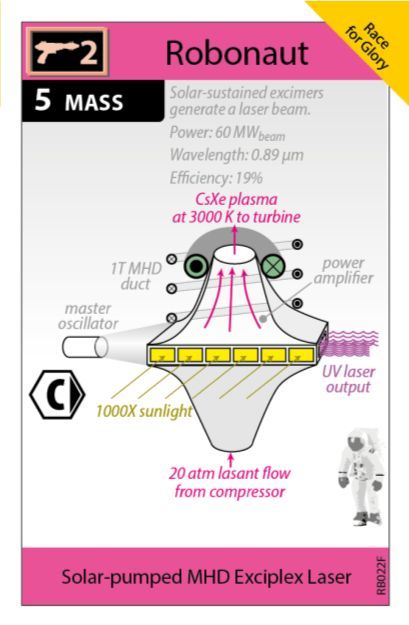 Race
for Glory
2
Robonaut
5 MASS
Solar-sustained excimers
generate a laser beam.
Power: 60 MWbeam
Wavelength: 0.89 μm
Efficiency: 19%
CsXe plasma
at 3000 K to turbine
1T MHD
duct
power
amplifier
master
oscillator
UV laser
output
C
1000X sunlight
20 atm lasant flow
from compressor
Solar-pumped MHD Exciplex Laser
RB022F